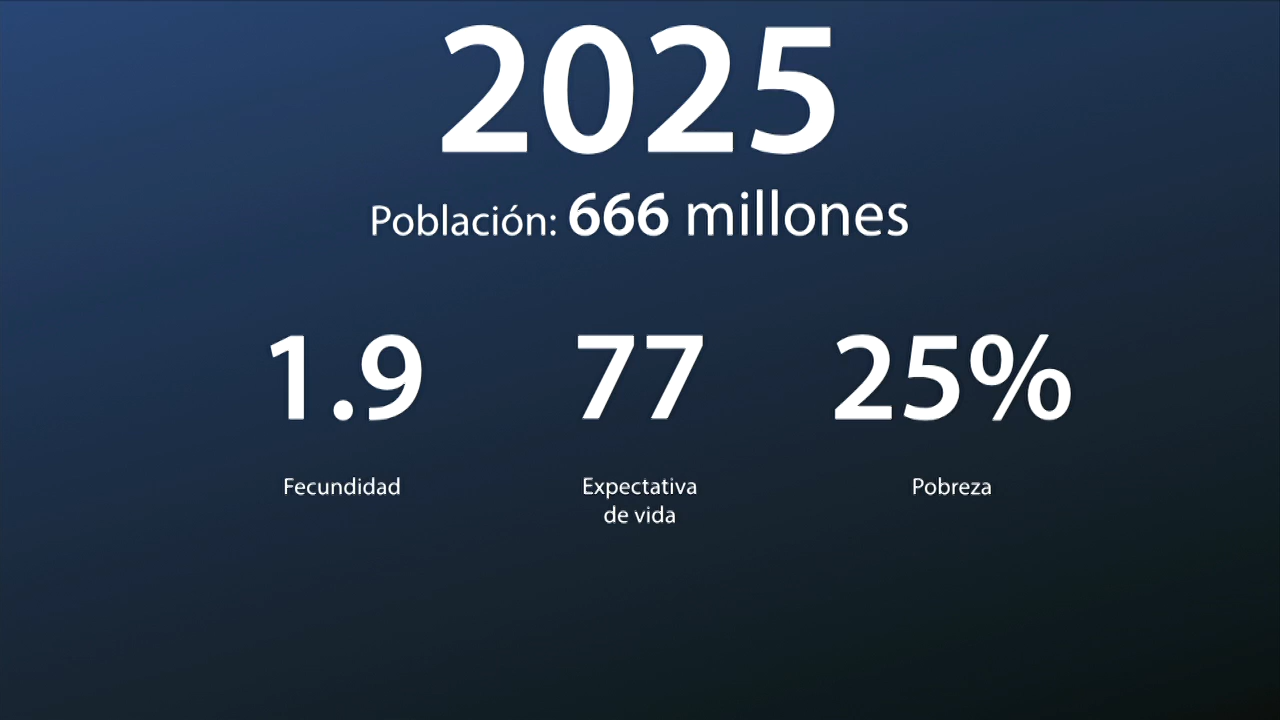 2025
Población: 666 millones
1.9 77 25%
Fecundidad Expectativa Pobreza
de vida